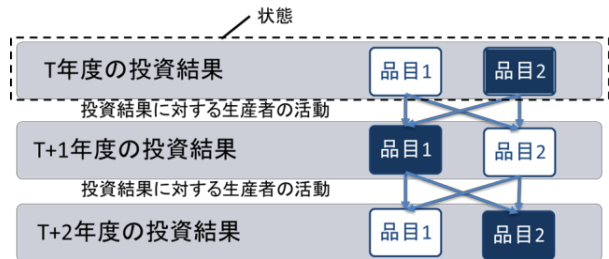 状態
T年度の投資結果 品目1 品目2
投資結果に対する生産者の活動
T+1年度の投資結果 品目1 品目2
投資結果に対する生産者の活動
T+2年度の投資結果 品目1 品目2